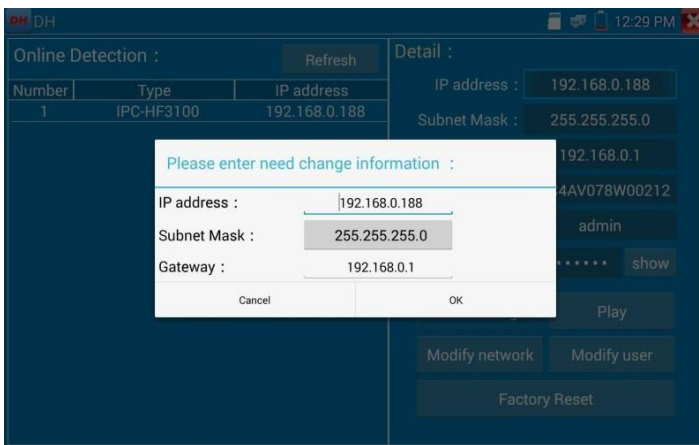 DH DH 12:29 PM
Online Detection : Refresh
Number Type IP address
1 IPC-HF3100 192.168.0.188
Detail :
IP address : 192.168.0.188
Subnet Mask : 255.255.255.0
192.168.0.1
4AV078W00212
admin
•••••• show
Play
Modify network Modify user
Factory Reset
Please enter need change information :
IP address : 192.168.0.188
Subnet Mask : 255.255.255.0
Gateway : 192.168.0.1
Cancel OK